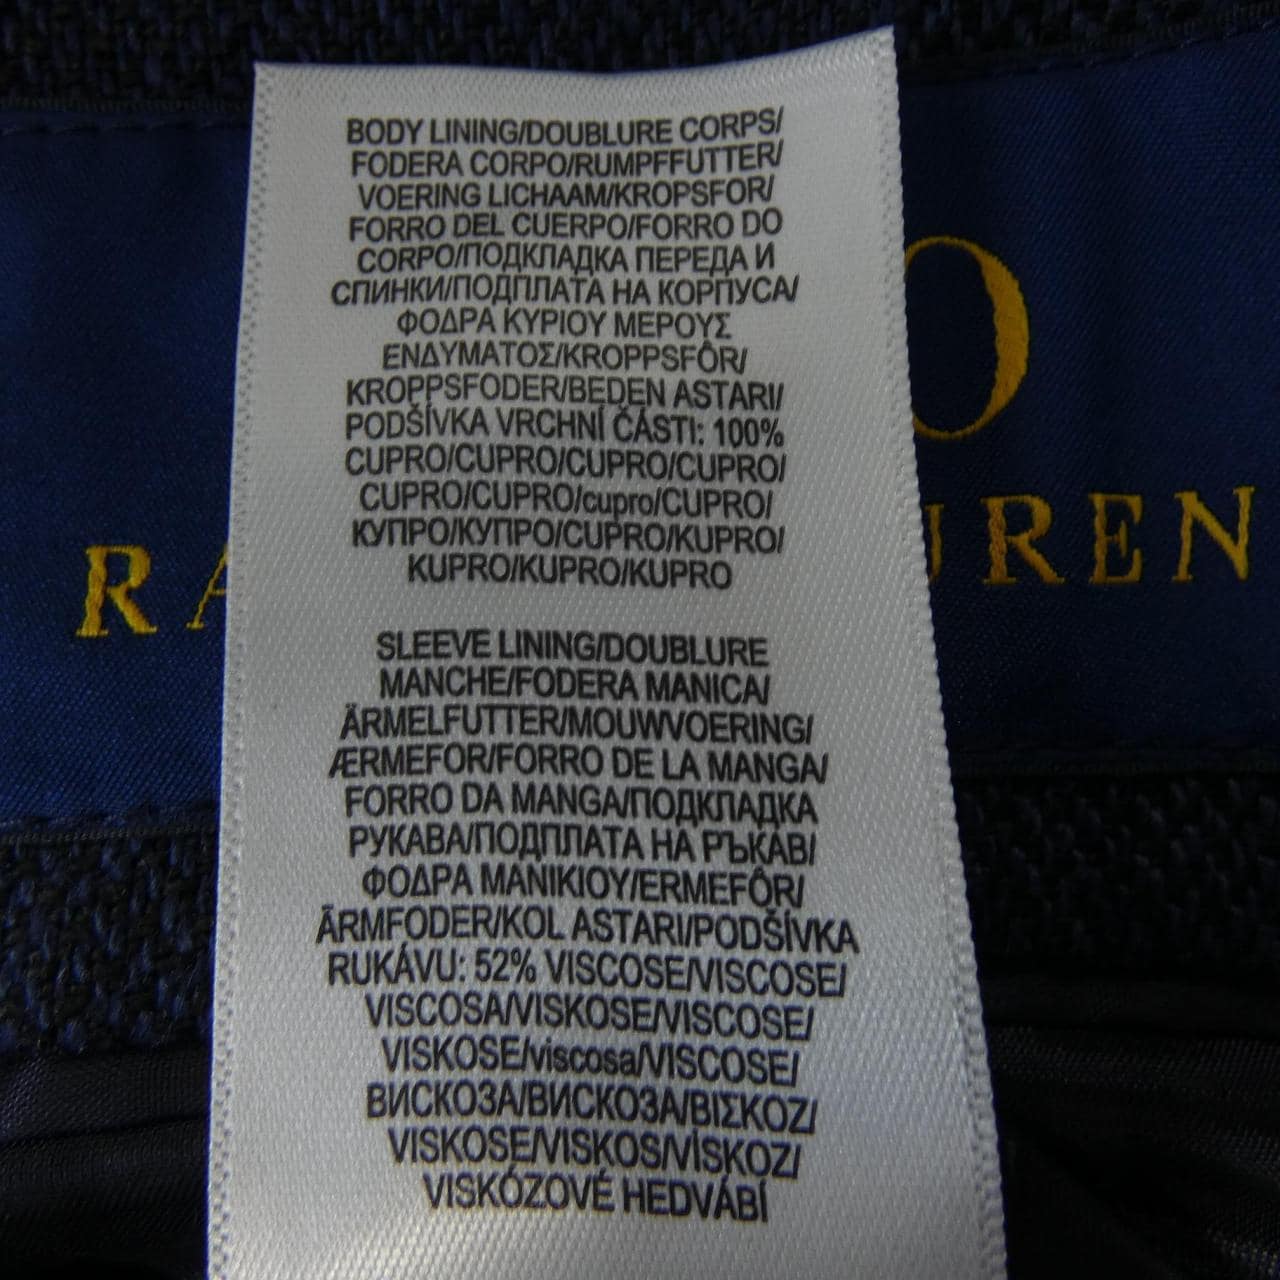 BODY LINING/DOUBLURE CORPS/
FODERA CORPO/RUMPFFUTTER/
VOERING LICHAAM/KROPSFOR/
FORRO DEL CUERPO/FORRO DO
CORPO/ПОДКЛАДКА ПЕРЕДА И
СПИНКИ/ПОДПЛАТА НА КОРПУСА/
ΦΟΔΡΑ ΚΥΡΙΟΥ ΜΕΡΟΥΣ
ΕΝΔΥΜΑΤΟΣ/KROPPSFÔR/
KROPPSFODER/BEDEN ASTARI/
PODŠÍVKA VRCHNÍ ČÁSTI: 100%
CUPRO/CUPRO/CUPRO/CUPRO/
CUPRO/CUPRO/cupro/CUPRO/
КУПРО/КУПРО/CUPRO/KUPRO/
KUPRO/KUPRO/KUPRO
SLEEVE LINING/DOUBLURE
MANCHE/FODERA MANICA/
ÄRMELFUTTER/MOUWVOERING/
ÆRMEFOR/FORRO DE LA MANGA/
FORRO DA MANGA/ПОДКЛАДКА
РУКАВА/ПОДПЛАТА НА РЪКАВ/
ΦΟΔΡΑ ΜΑΝΙΚΙΟΥ/ERMEFÔR/
ÄRMFODER/KOL ASTARI/PODŠÍVKA
RUKÁVU: 52% VISCOSE/VISCOSE/
VISCOSA/VISKOSE/VISCOSE/
VISKOSE/viscosa/VISCOSE/
ВИСКОЗА/ВИСКОЗА/ΒΙΣΚΟΖ/
VISKOSE/VISKOS/VİSKOZ/
VISKÓZOVÉ HEDVÁBÍ
O
RA UREN